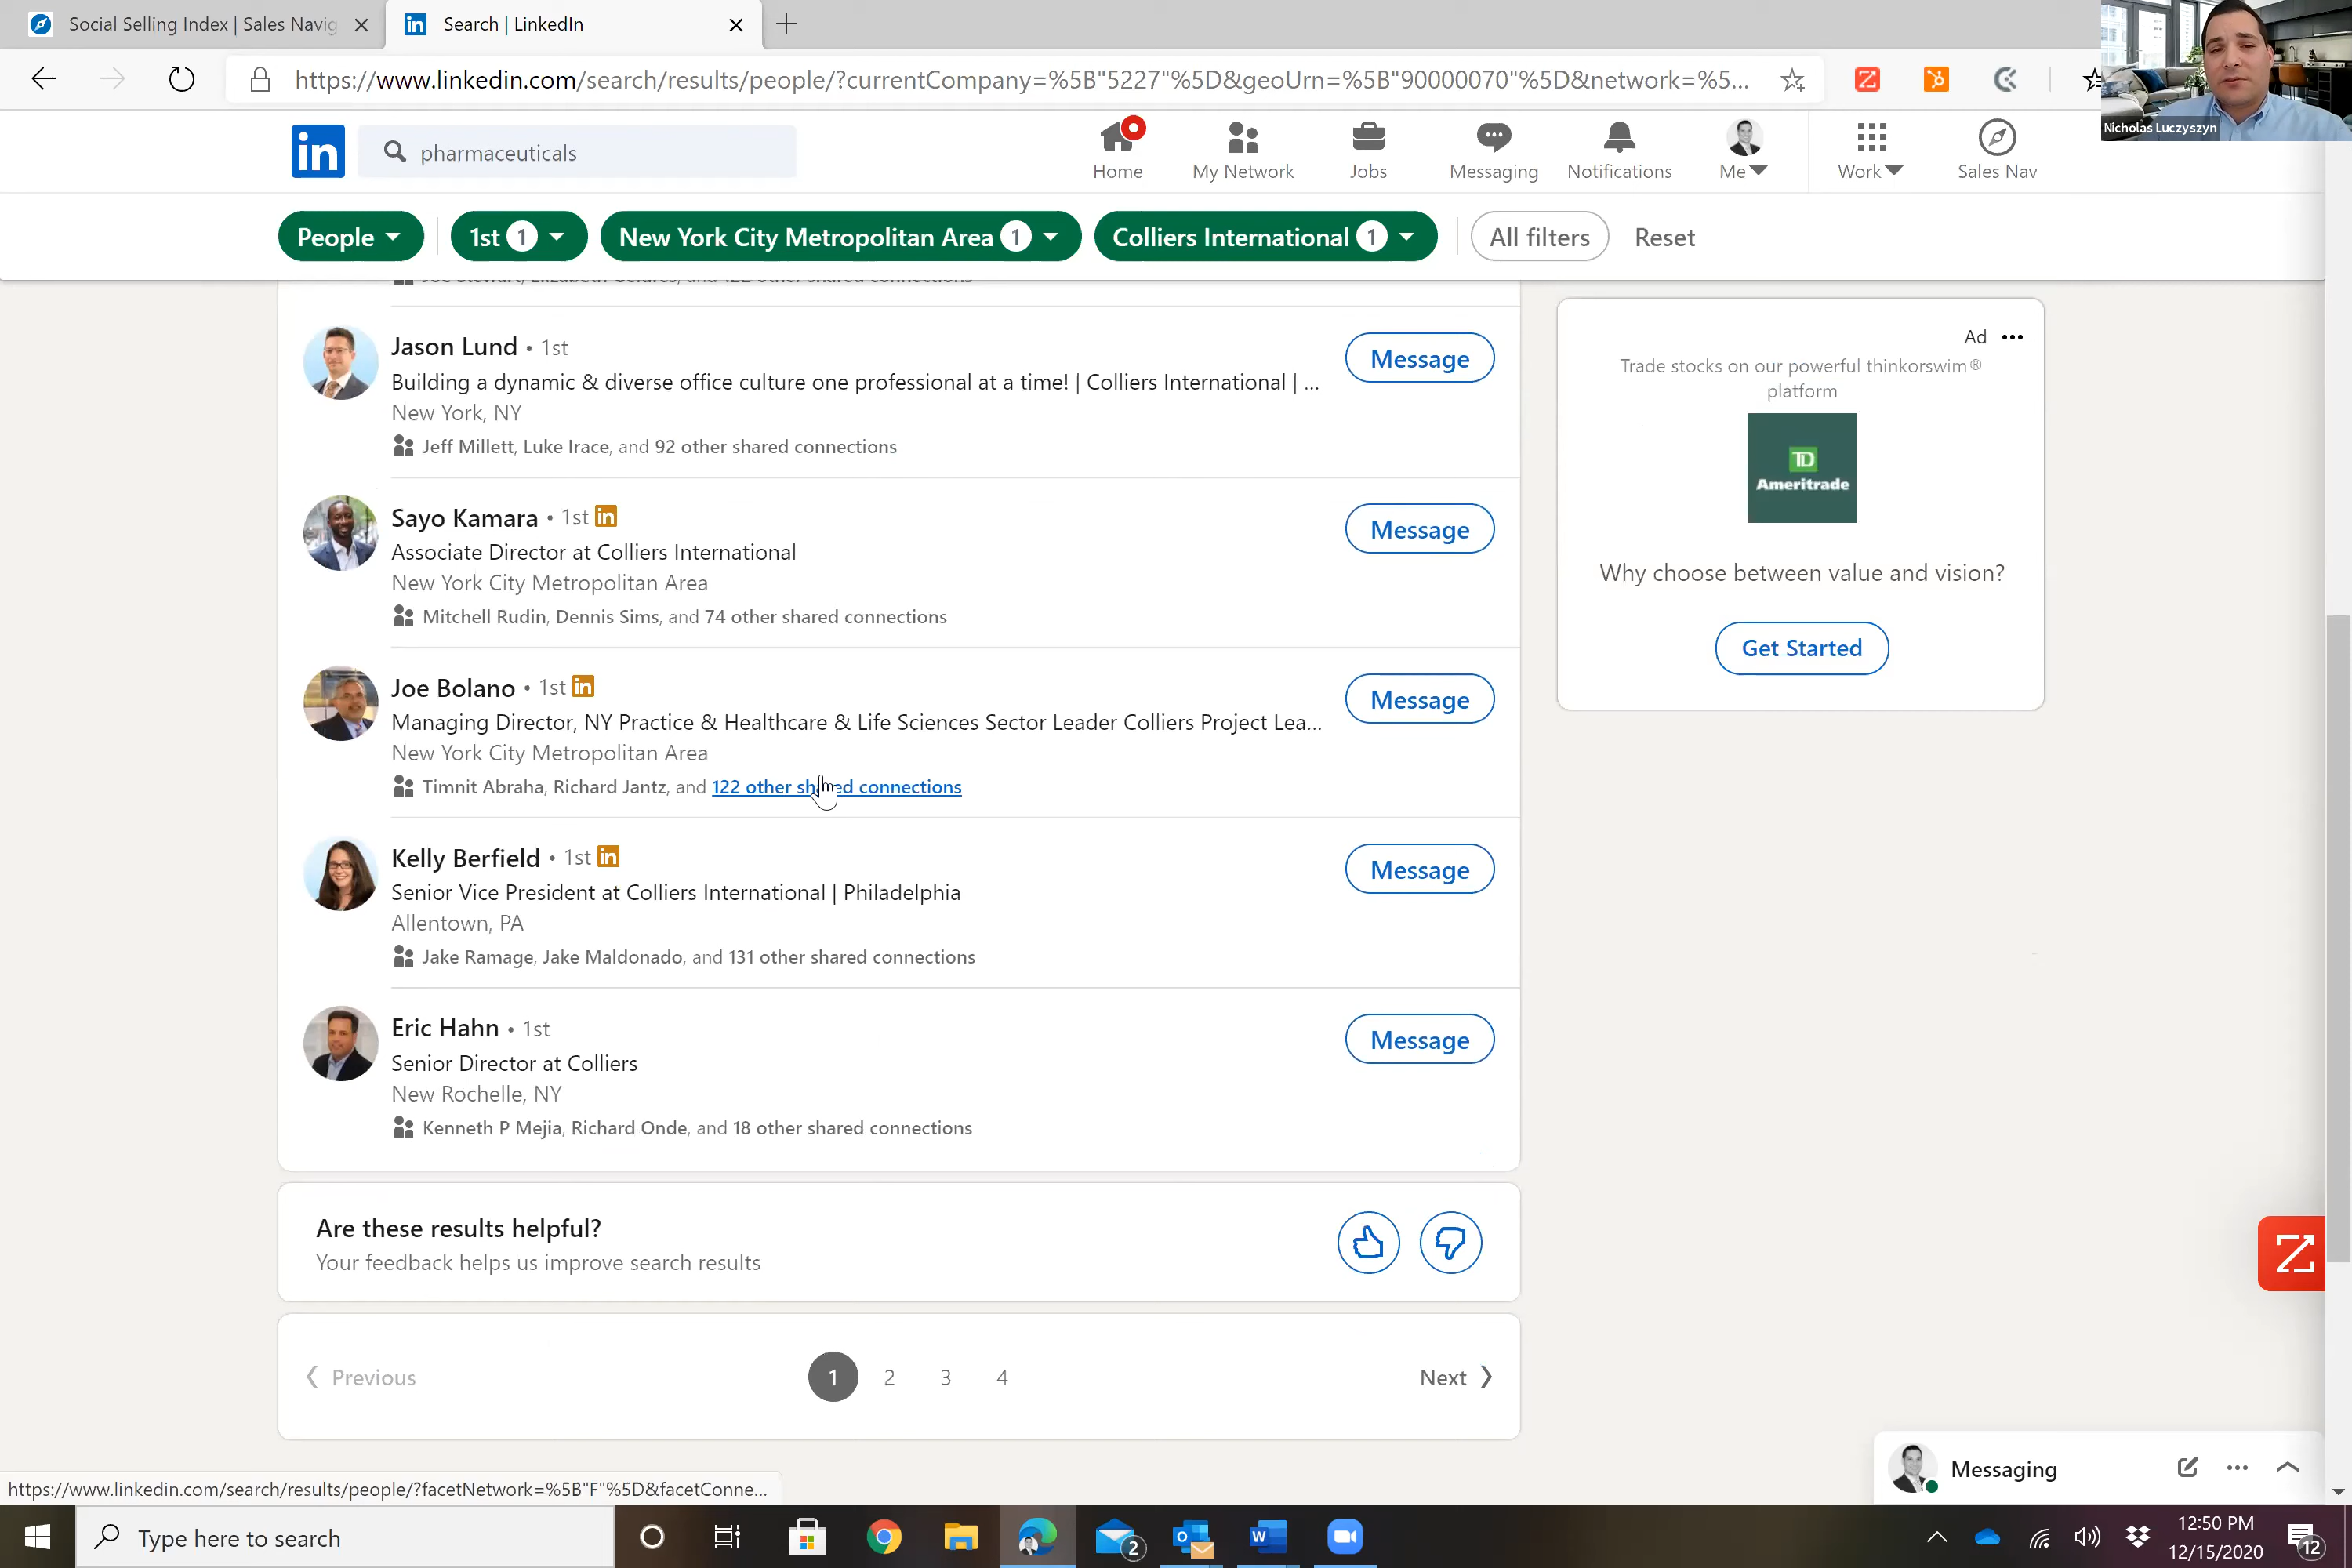 Social Selling Index | Sales Navig
Search | LinkedIn
https://www.linkedin.com/search/results/people/?currentCompany=%5B"5227"%5D&geoUrn=%5B"90000070"%5D&network=%5...
Nicholas Luczyszyn
in
pharmaceuticals
Home
My Network
Jobs
Messaging
Notifications
Me
Work
Sales Nav
People
1st 1
New York City Metropolitan Area 1
Colliers International 1
All filters
Reset
Jason Lund • 1st
Message
Building a dynamic & diverse office culture one professional at a time! | Colliers International | ...
New York, NY
Jeff Millett, Luke Irace, and 92 other shared connections
Sayo Kamara • 1st in
Message
Associate Director at Colliers International
New York City Metropolitan Area
Mitchell Rudin, Dennis Sims, and 74 other shared connections
Joe Bolano • 1st in
Message
Managing Director, NY Practice & Healthcare & Life Sciences Sector Leader Colliers Project Lea...
New York City Metropolitan Area
Timnit Abraha, Richard Jantz, and 122 other shared connections
Kelly Berfield • 1st in
Message
Senior Vice President at Colliers International | Philadelphia
Allentown, PA
Jake Ramage, Jake Maldonado, and 131 other shared connections
Eric Hahn • 1st
Message
Senior Director at Colliers
New Rochelle, NY
Kenneth P Mejia, Richard Onde, and 18 other shared connections
Ad
Trade stocks on our powerful thinkorswim®
platform
TD
Ameritrade
Why choose between value and vision?
Get Started
Are these results helpful?
Your feedback helps us improve search results
Previous
1 2 3 4
Next
Messaging
https://www.linkedin.com/search/results/people/?facetNetwork=%5B"F"%5D&facetConne...
Type here to search
2
12:50 PM
12/15/2020
12